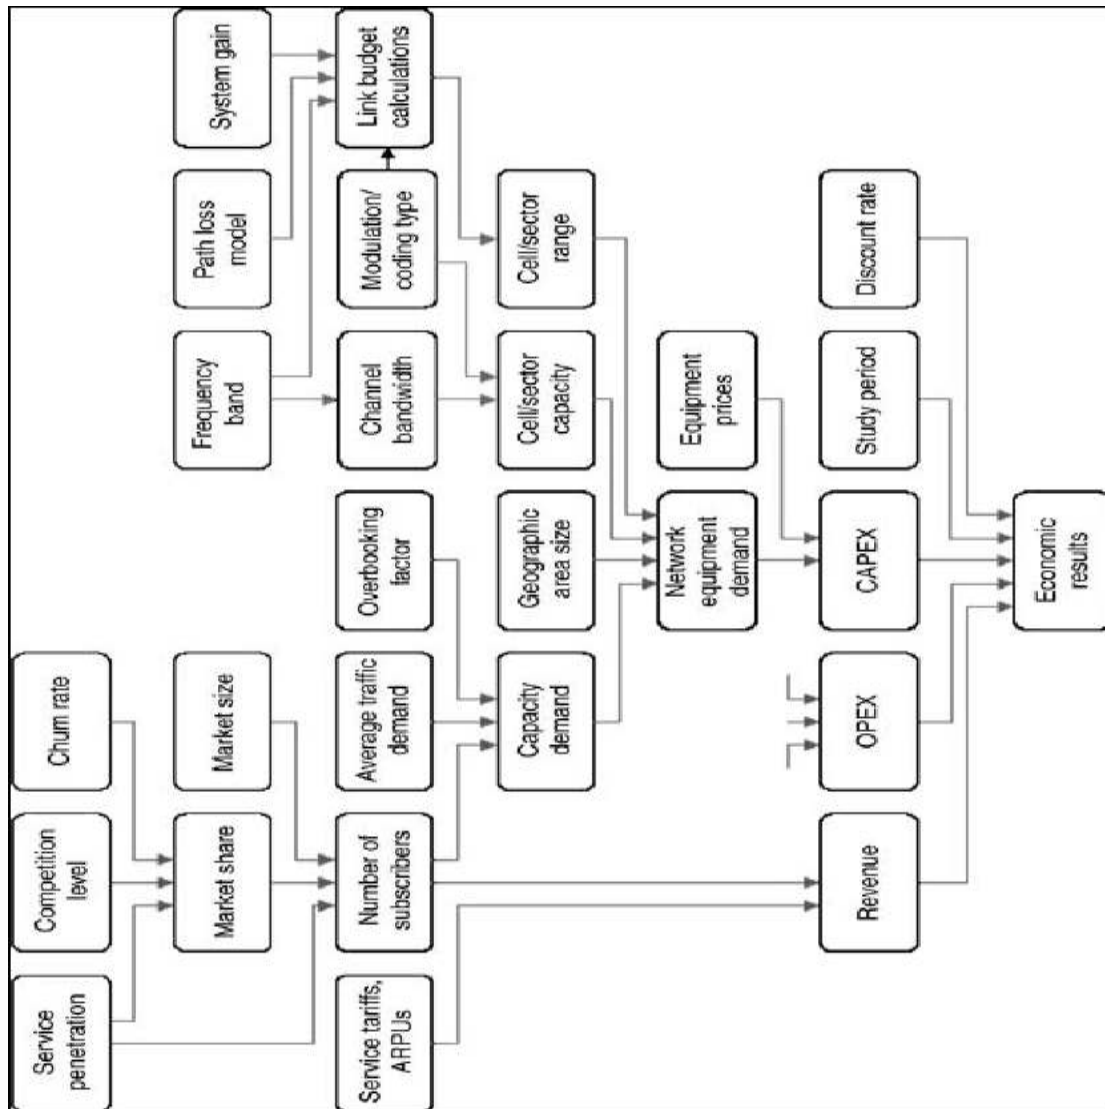 Service
penetration
Competition
level
Chum rate
Market share
Market size
Frequency
band
Path loss
model
System gain
Service tariffs,
ARPUs
Number of
subscribers
Average traffic
demand
Overbooking
factor
Channel
bandwidth
Modulation/
coding type
Link budget
calculations
Capacity
demand
Geographic
area size
Cell/sector
capacity
Cell/sector
range
Network
equipment
demand
Equipment
prices
Revenue
OPEX
CAPEX
Study period
Discount rate
Economic
results